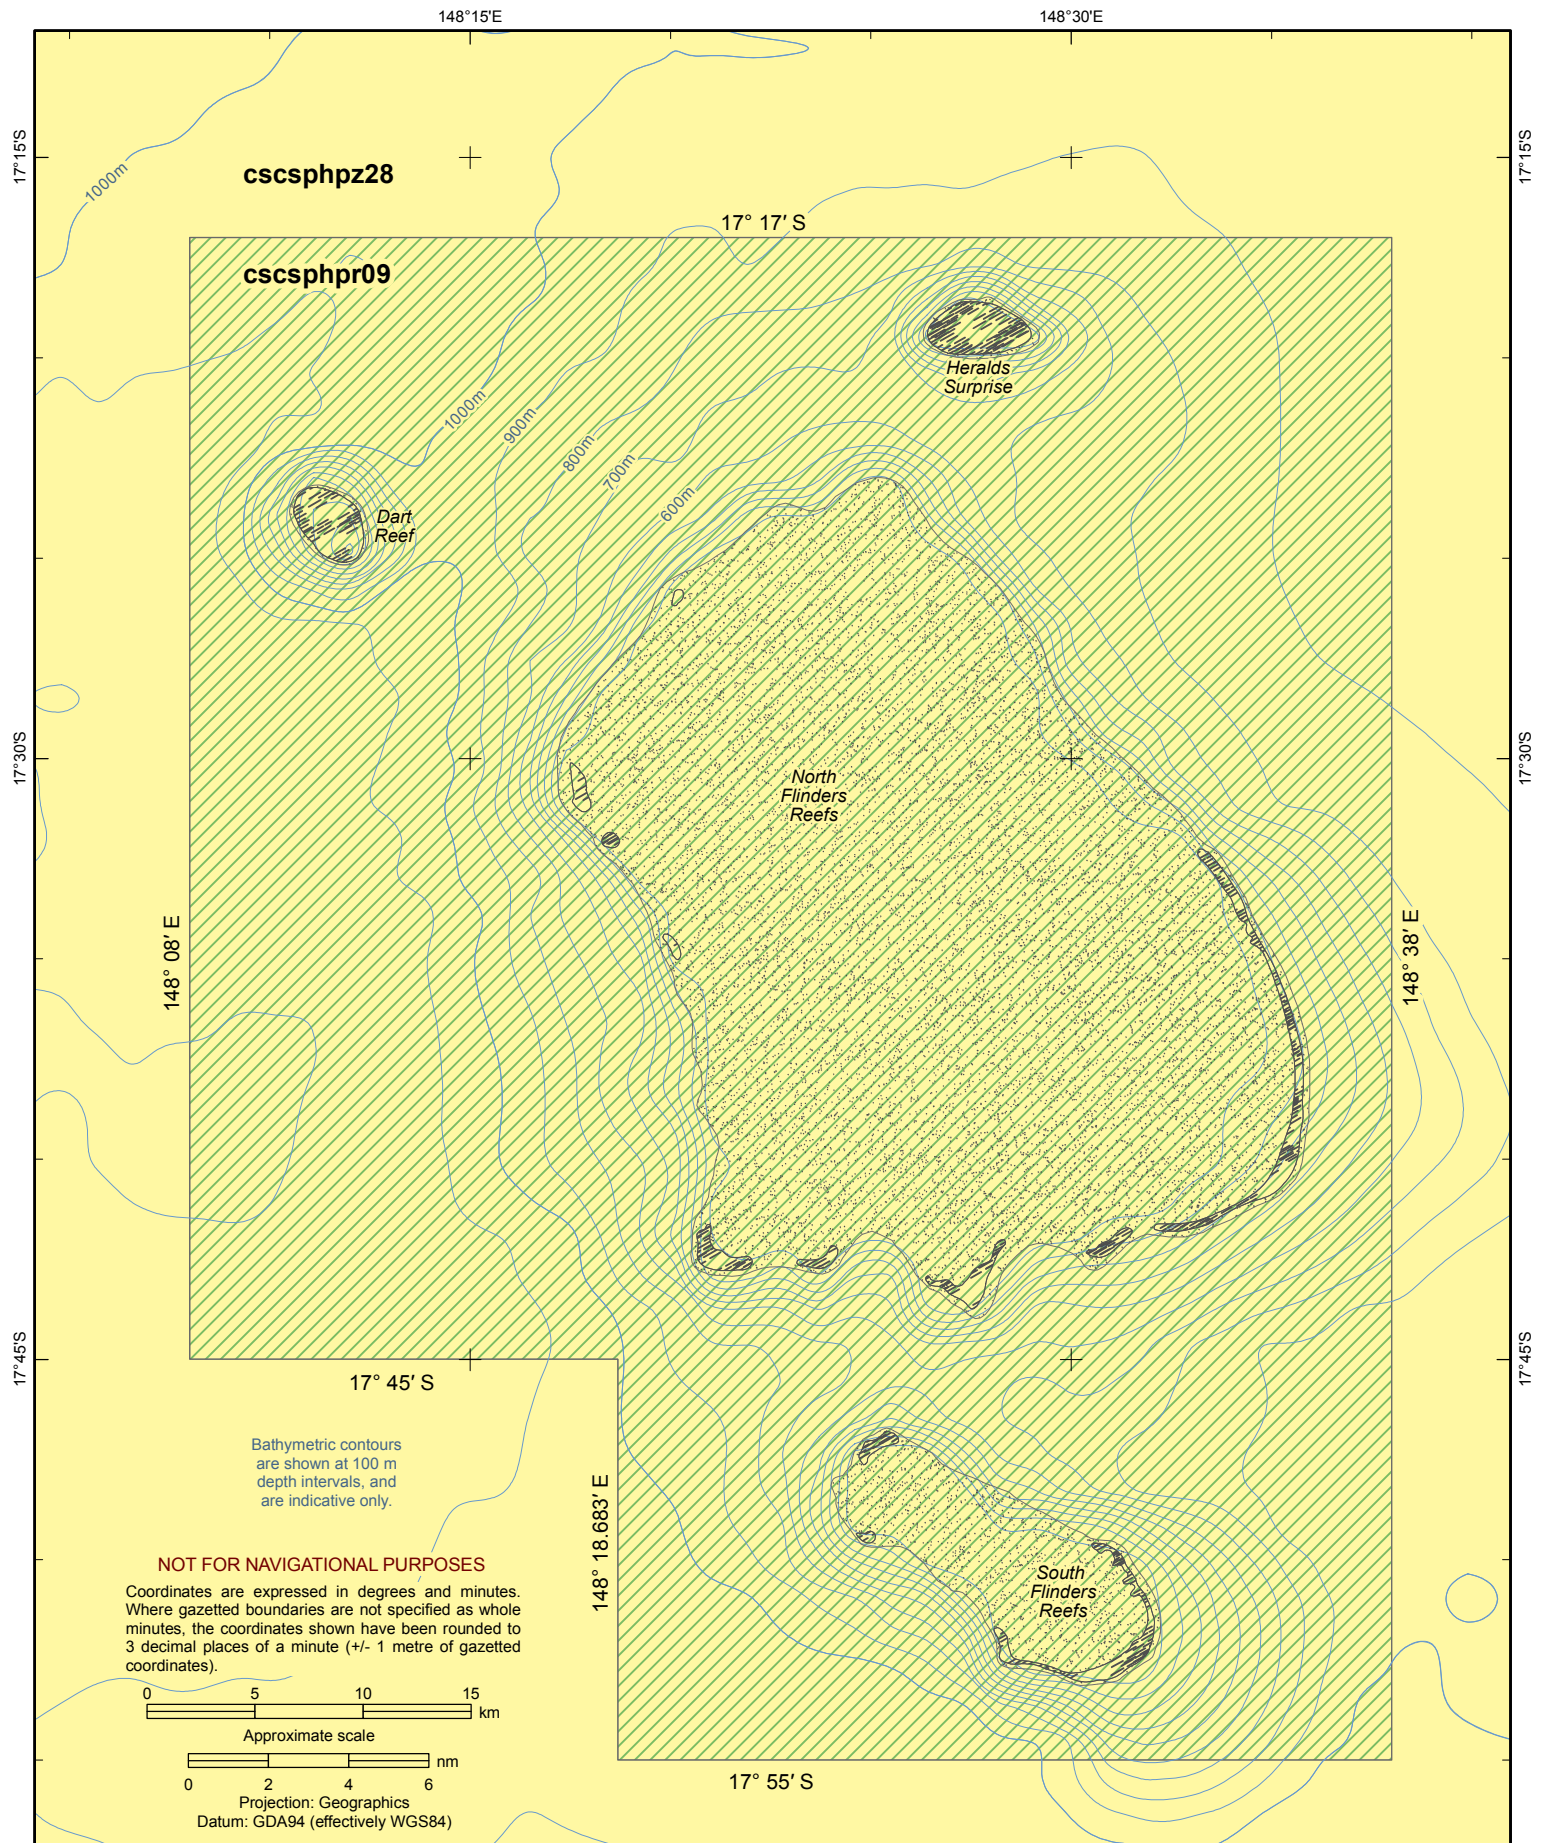 148°15'E
148°30'E
17°15'S
17°15'S
1000m
cscsphpz28
17° 17′ S
cscsphpr09
Heralds
Surprise
1000m
900m
800m
700m
600m
Dart
Reef
17°30'S
17°30'S
North
Flinders
Reefs
148° 08′ E
148° 38′ E
17°45'S
17°45'S
17° 45′ S
Bathymetric contours
are shown at 100 m
depth intervals, and
are indicative only.
148° 18.683′ E
NOT FOR NAVIGATIONAL PURPOSES
Coordinates are expressed in degrees and minutes.
Where gazetted boundaries are not specified as whole
minutes, the coordinates shown have been rounded to
3 decimal places of a minute (+/- 1 metre of gazetted
coordinates).
South
Flinders
Reefs
0 5 10 15
km
Approximate scale
nm
0 2 4 6
17° 55′ S
Projection: Geographics
Datum: GDA94 (effectively WGS84)